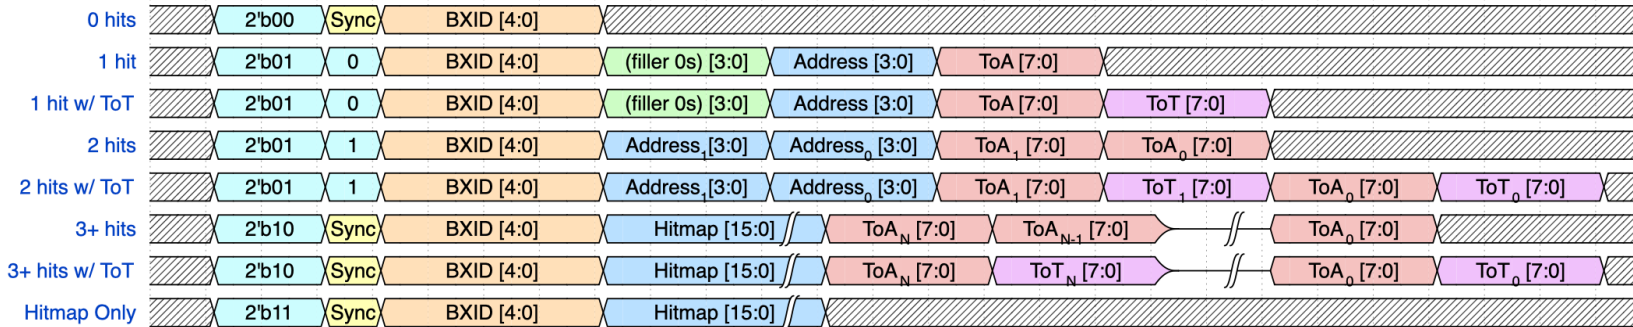 0 hits 2'b00 Sync BXID [4:0]
1 hit 2'b01 0 BXID [4:0] (filler 0s) [3:0] Address [3:0] ToA [7:0]
1 hit w/ ToT 2'b01 0 BXID [4:0] (filler 0s) [3:0] Address [3:0] ToA [7:0] ToT [7:0]
2 hits 2'b01 1 BXID [4:0] Address1[3:0] Address0 [3:0] ToA1 [7:0] ToA0 [7:0]
2 hits w/ ToT 2'b01 1 BXID [4:0] Address1[3:0] Address0 [3:0] ToA1 [7:0] ToT1 [7:0] ToA0 [7:0] ToT0 [7:0]
3+ hits 2'b10 Sync BXID [4:0] Hitmap [15:0] ToAN [7:0] ToAN-1 [7:0] ToA0 [7:0]
3+ hits w/ ToT 2'b10 Sync BXID [4:0] Hitmap [15:0] ToAN [7:0] ToTN [7:0] ToA0 [7:0] ToT0 [7:0]
Hitmap Only 2'b11 Sync BXID [4:0] Hitmap [15:0]